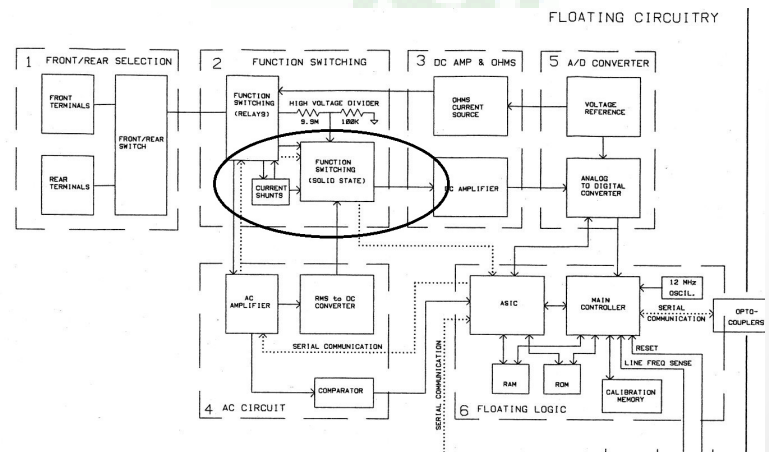 FLOATING CIRCUITRY
1 FRONT/REAR SELECTION
FRONT
TERMINALS
REAR
TERMINALS
FRONT/REAR
SWITCH
2 FUNCTION SWITCHING
FUNCTION
SWITCHING
(RELAYS)
HIGH VOLTAGE DIVIDER
9.9M
100K
FUNCTION
SWITCHING
(SOLID STATE)
CURRENT
SHUNTS
3 DC AMP & OHMS
OHMS
CURRENT
SOURCE
DC AMPLIFIER
5 A/D CONVERTER
VOLTAGE
REFERENCE
ANALOG
TO DIGITAL
CONVERTER
AC
AMPLIFIER
RMS to DC
CONVERTER
SERIAL COMMUNICATION
COMPARATOR
4 AC CIRCUIT
ASIC
MAIN
CONTROLLER
12 MHz
OSCIL.
SERIAL
COMMUNICATION
OPTO-
COUPLERS
RESET
LINE FREQ SENSE
RAM
ROM
CALIBRATION
MEMORY
6 FLOATING LOGIC
SERIAL COMMUNICATION